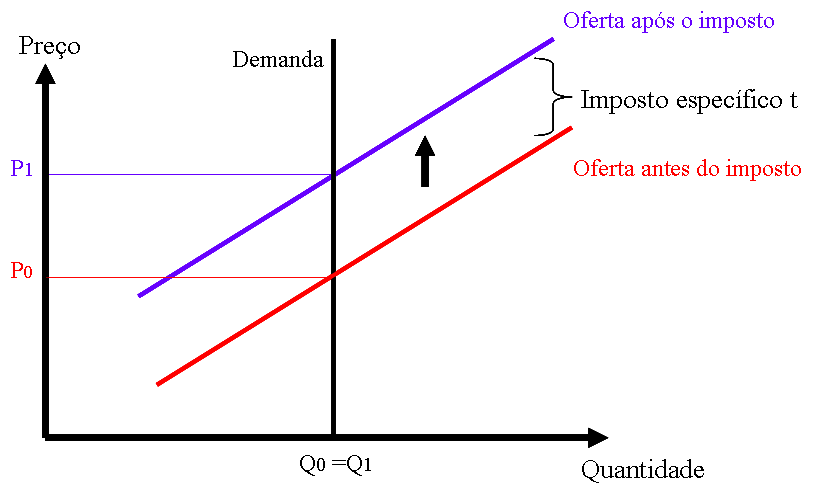 Oferta após o imposto
Preço
Demanda
Imposto específico t
P1
Oferta antes do imposto
P0
Q0 =Q1
Quantidade